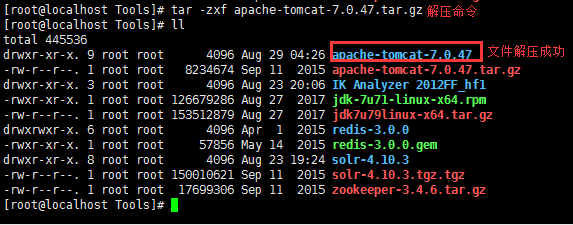 [root@localhost Tools]# tar -zxf apache-tomcat-7.0.47.tar.gz 解压命令
[root@localhost Tools]# ll
total 445536
drwxr-xr-x. 9 root root      4096 Aug 29 04:26 apache-tomcat-7.0.47 文件解压成功
-rw-r--r--. 1 root root   8234674 Sep 11  2015 apache-tomcat-7.0.47.tar.gz
drwxr-xr-x. 3 root root      4096 Aug 23 20:06 IK Analyzer 2012FF_hf1
-rw-r--r--. 1 root root 126679286 Aug 27  2017 jdk-7u71-linux-x64.rpm
-rw-r--r--. 1 root root 153512879 Aug 27  2017 jdk7u79linux-x64.tar.gz
drwxrwxr-x. 6 root root      4096 Apr  1  2015 redis-3.0.0
-rw-r--r--. 1 root root     57856 May 14  2015 redis-3.0.0.gem
drwxr-xr-x. 8 root root      4096 Aug 23 19:24 solr-4.10.3
-rw-r--r--. 1 root root 150010621 Sep 11  2015 solr-4.10.3.tgz.tgz
-rw-r--r--. 1 root root  17699306 Sep 11  2015 zookeeper-3.4.6.tar.gz
[root@localhost Tools]#